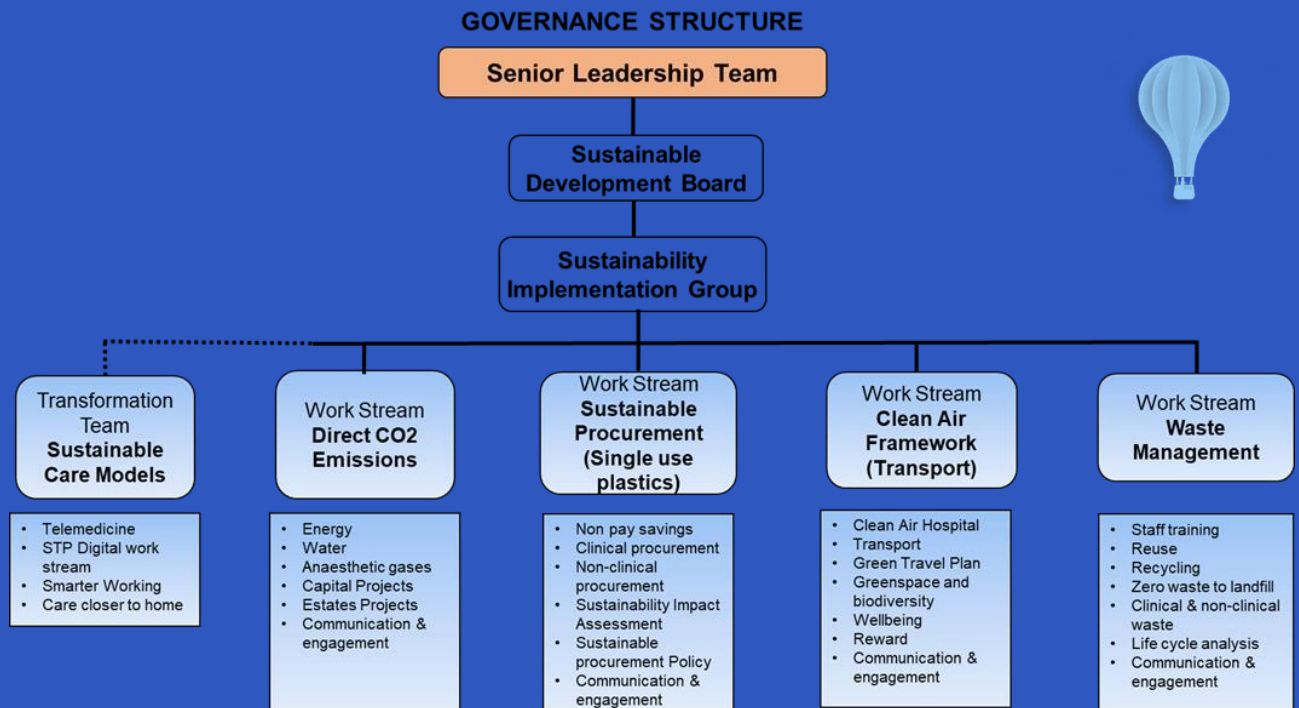 GOVERNANCE STRUCTURE
Senior Leadership Team
Sustainable
Development Board
Sustainability
Implementation Group
Transformation
Team
Sustainable
Care Models
• Telemedicine
• STP Digital work
stream
• Smarter Working
• Care closer to home
Work Stream
Direct CO2
Emissions
• Energy
• Water
• Anaesthetic gases
• Capital Projects
• Estates Projects
• Communication &
engagement
Work Stream
Sustainable
Procurement
(Single use
plastics)
• Non pay savings
• Clinical procurement
• Non-clinical
procurement
• Sustainability Impact
Assessment
• Sustainable
procurement Policy
• Communication &
engagement
Work Stream
Clean Air
Framework
(Transport)
• Clean Air Hospital
• Transport
• Green Travel Plan
• Greenspace and
biodiversity
• Wellbeing
• Reward
• Communication &
engagement
Work Stream
Waste
Management
• Staff training
• Reuse
• Recycling
• Zero waste to landfill
• Clinical & non-clinical
waste
• Life cycle analysis
• Communication &
engagement